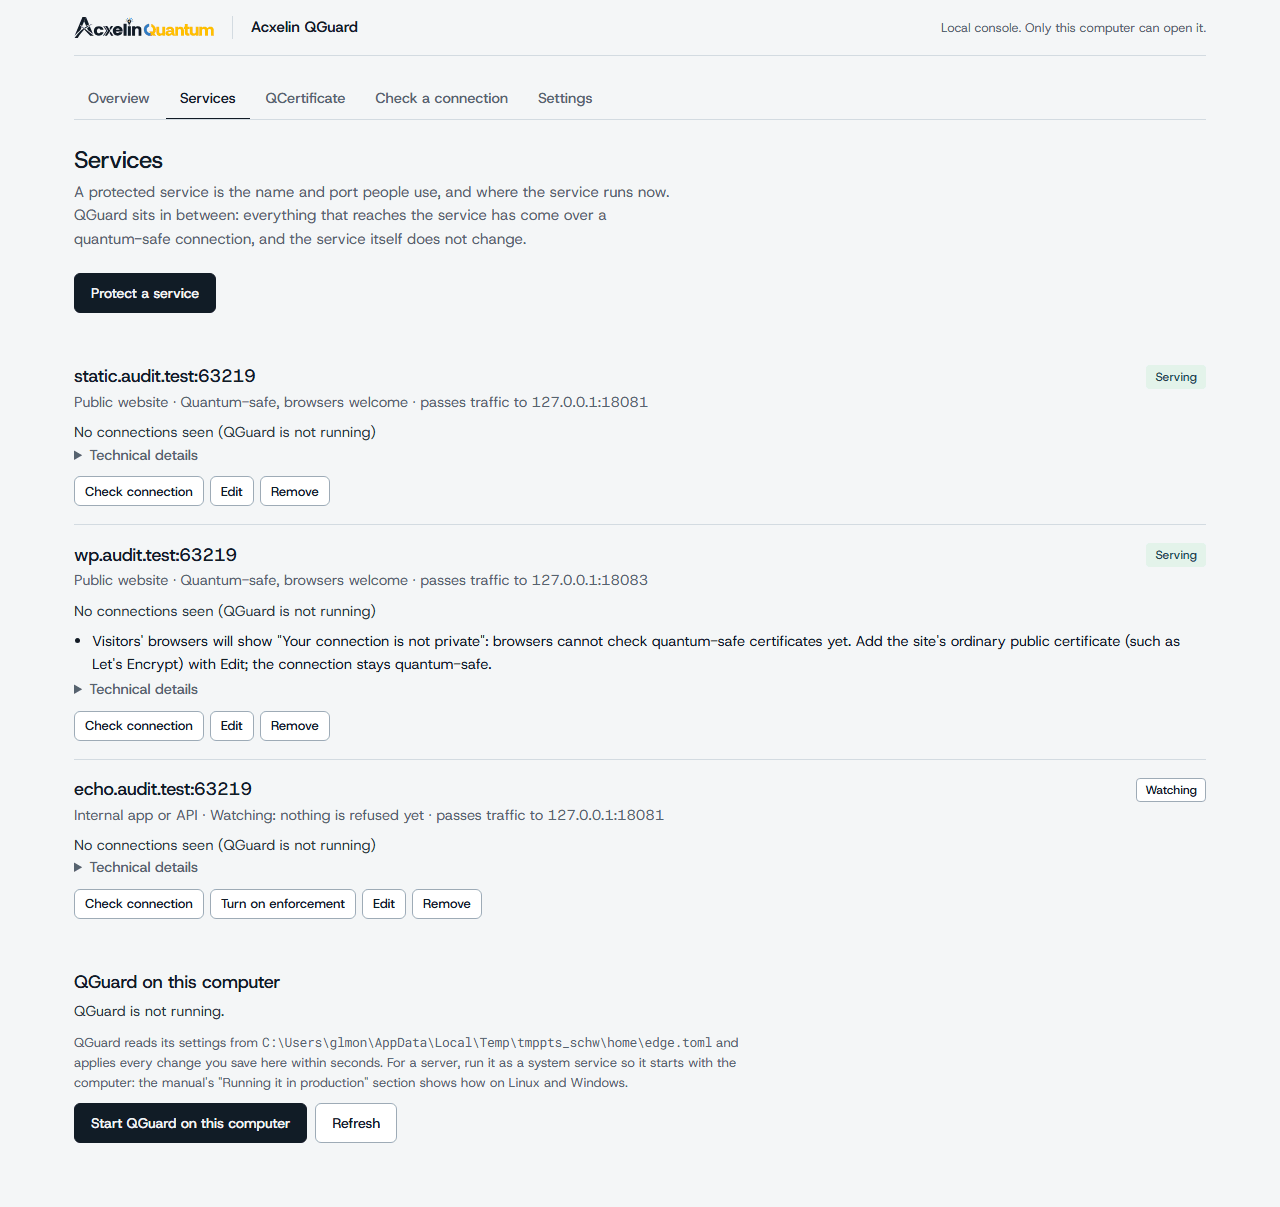 Acxelin Quantum
Acxelin QGuard
Local console. Only this computer can open it.
Overview
Services
QCertificate
Check a connection
Settings
Services
A protected service is the name and port people use, and where the service runs now.
QGuard sits in between: everything that reaches the service has come over a
quantum-safe connection, and the service itself does not change.
Protect a service
static.audit.test:63219
Serving
Public website · Quantum-safe, browsers welcome · passes traffic to 127.0.0.1:18081
No connections seen (QGuard is not running)
Technical details
Check connection
Edit
Remove
wp.audit.test:63219
Serving
Public website · Quantum-safe, browsers welcome · passes traffic to 127.0.0.1:18083
No connections seen (QGuard is not running)
Visitors' browsers will show "Your connection is not private": browsers cannot check quantum-safe certificates yet. Add the site's ordinary public certificate (such as
Let's Encrypt) with Edit; the connection stays quantum-safe.
Technical details
Check connection
Edit
Remove
echo.audit.test:63219
Watching
Internal app or API · Watching: nothing is refused yet · passes traffic to 127.0.0.1:18081
No connections seen (QGuard is not running)
Technical details
Check connection
Turn on enforcement
Edit
Remove
QGuard on this computer
QGuard is not running.
QGuard reads its settings from C:\Users\glmon\AppData\Local\Temp\tmppts_schw\home\edge.toml and
applies every change you save here within seconds. For a server, run it as a system service so it starts with the
computer: the manual's "Running it in production" section shows how on Linux and Windows.
Start QGuard on this computer
Refresh